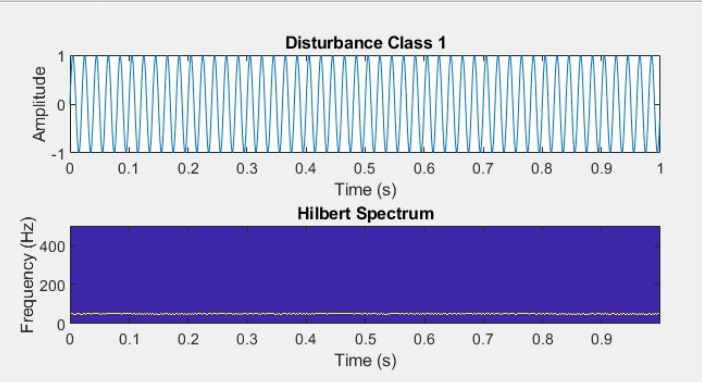 Disturbance Class 1
Amplitude
1
0
-1
0 0.1 0.2 0.3 0.4 0.5 0.6 0.7 0.8 0.9 1
Time (s)
Hilbert Spectrum
Frequency (Hz)
400
200
0
0 0.1 0.2 0.3 0.4 0.5 0.6 0.7 0.8 0.9
Time (s)